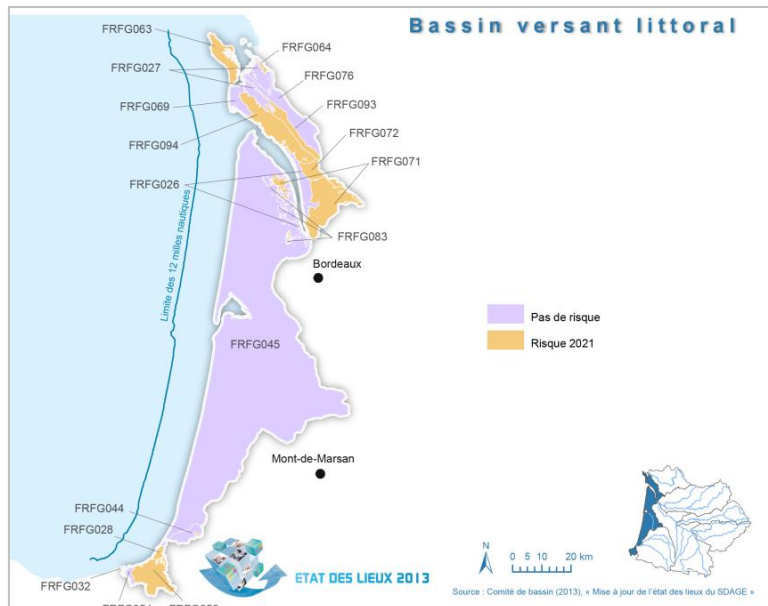 Bassin versant littoral
FRFG063
FRFG064
FRFG027
FRFG076
FRFG069
FRFG093
FRFG094
FRFG072
FRFG071
FRFG026
FRFG083
Bordeaux
Limite des 12 milles nautiques
Pas de risque
Risque 2021
FRFG045
Mont-de-Marsan
FRFG044
FRFG028
FRFG032
ETAT DES LIEUX 2013
N
0 5 10 20 km
Source : Comité de bassin (2013), « Mise à jour de l'état des lieux du SDAGE »